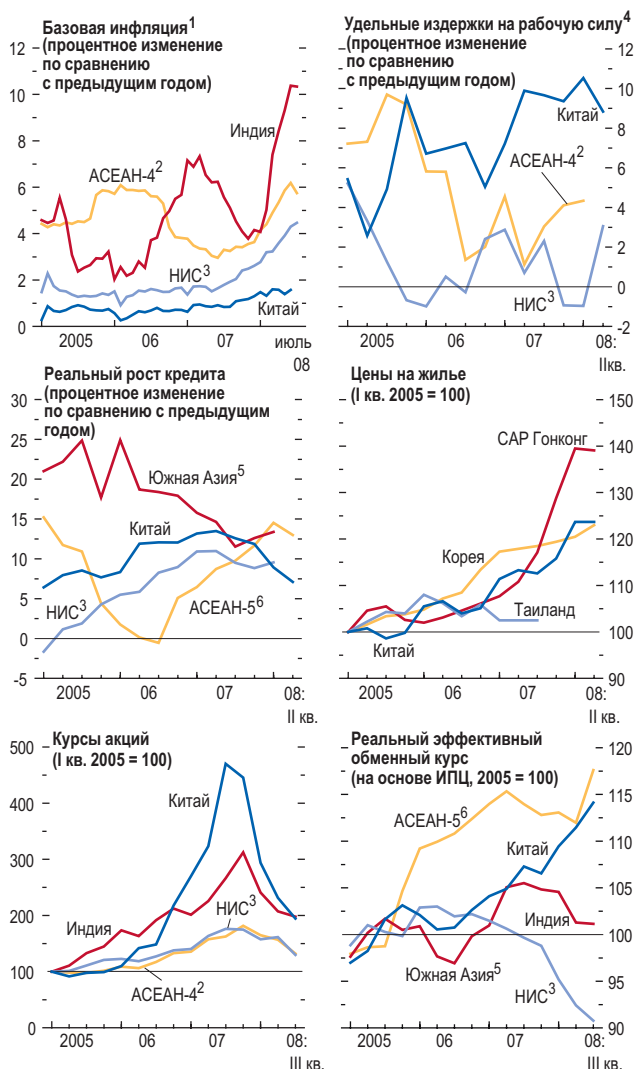 Базовая инфляция1
(процентное изменение
по сравнению
с предыдущим годом)
12
10
8
6
4
2
0
Индия
АСЕАН-42
НИС3
Китай
2005 06 07 июль
08
Удельные издержки на рабочую силу4
(процентное изменение
по сравнению
с предыдущим годом)
12
10
8
6
4
2
0
-2
Китай
АСЕАН-42
НИС3
2005 06 07 08:
IIкв.
Реальный рост кредита
(процентное изменение
по сравнению с предыдущим
годом)
30
25
20
15
10
5
0
-5
Южная Азия5
Китай
НИС3
АСЕАН-56
2005 06 07 08:
II кв.
Цены на жилье
(I кв. 2005 = 100)
150
140
130
120
110
100
90
САР Гонконг
Корея
Таиланд
Китай
2005 06 07 08:
II кв.
Курсы акций
(I кв. 2005 = 100)
500
400
300
200
100
0
Китай
Индия
НИС3
АСЕАН-42
2005 06 07 08:
III кв.
Реальный эффективный
обменный курс
(на основе ИПЦ, 2005 = 100)
120
115
110
105
100
95
90
АСЕАН-56
Китай
Индия
Южная Азия5
НИС3
2005 06 07 08:
III кв.